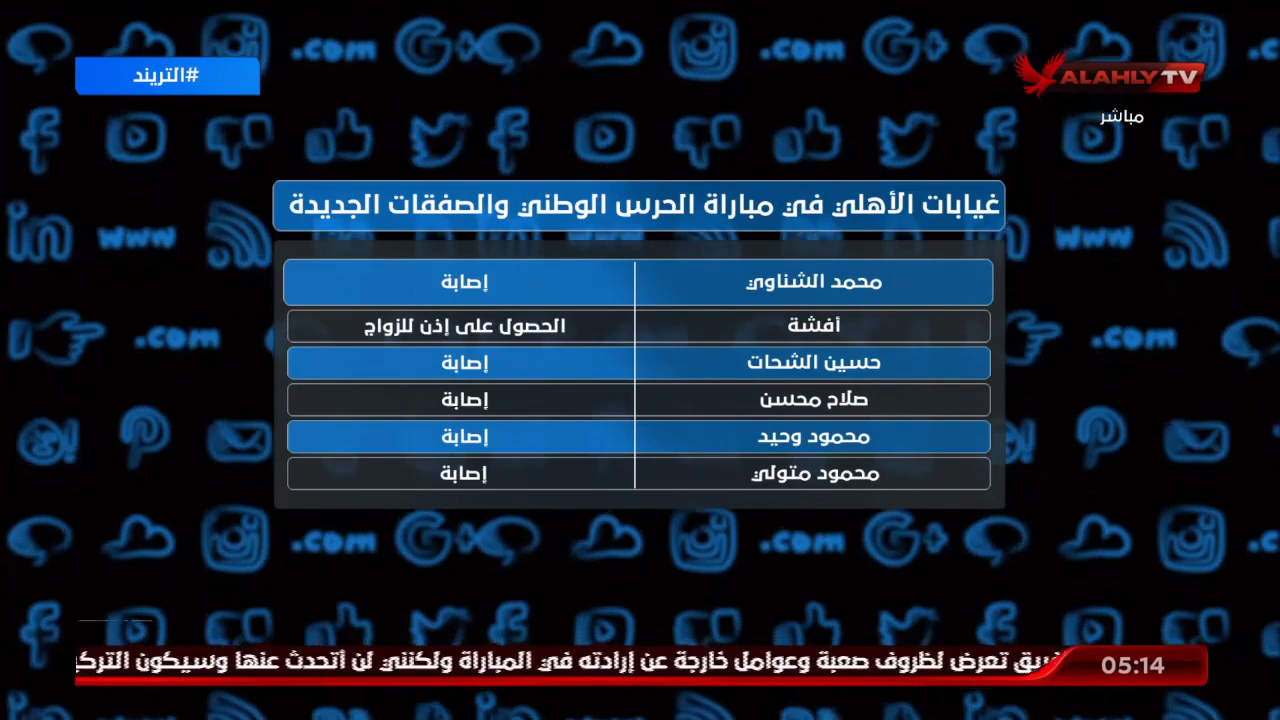 #التريند
ALAHLY TV
مباشر
غيابات الأهلي في مباراة الحرس الوطني والصفقات الجديدة
محمد الشناوي إصابة
أفشة الحصول على إذن للزواج
حسين الشحات إصابة
صلاح محسن إصابة
محمود وحيد إصابة
محمود متولي إصابة
05:14 تعرض لظروف صعبة وعوامل خارجة عن إرادته في المباراة ولكنني لن أتحدث عنها وسيكون